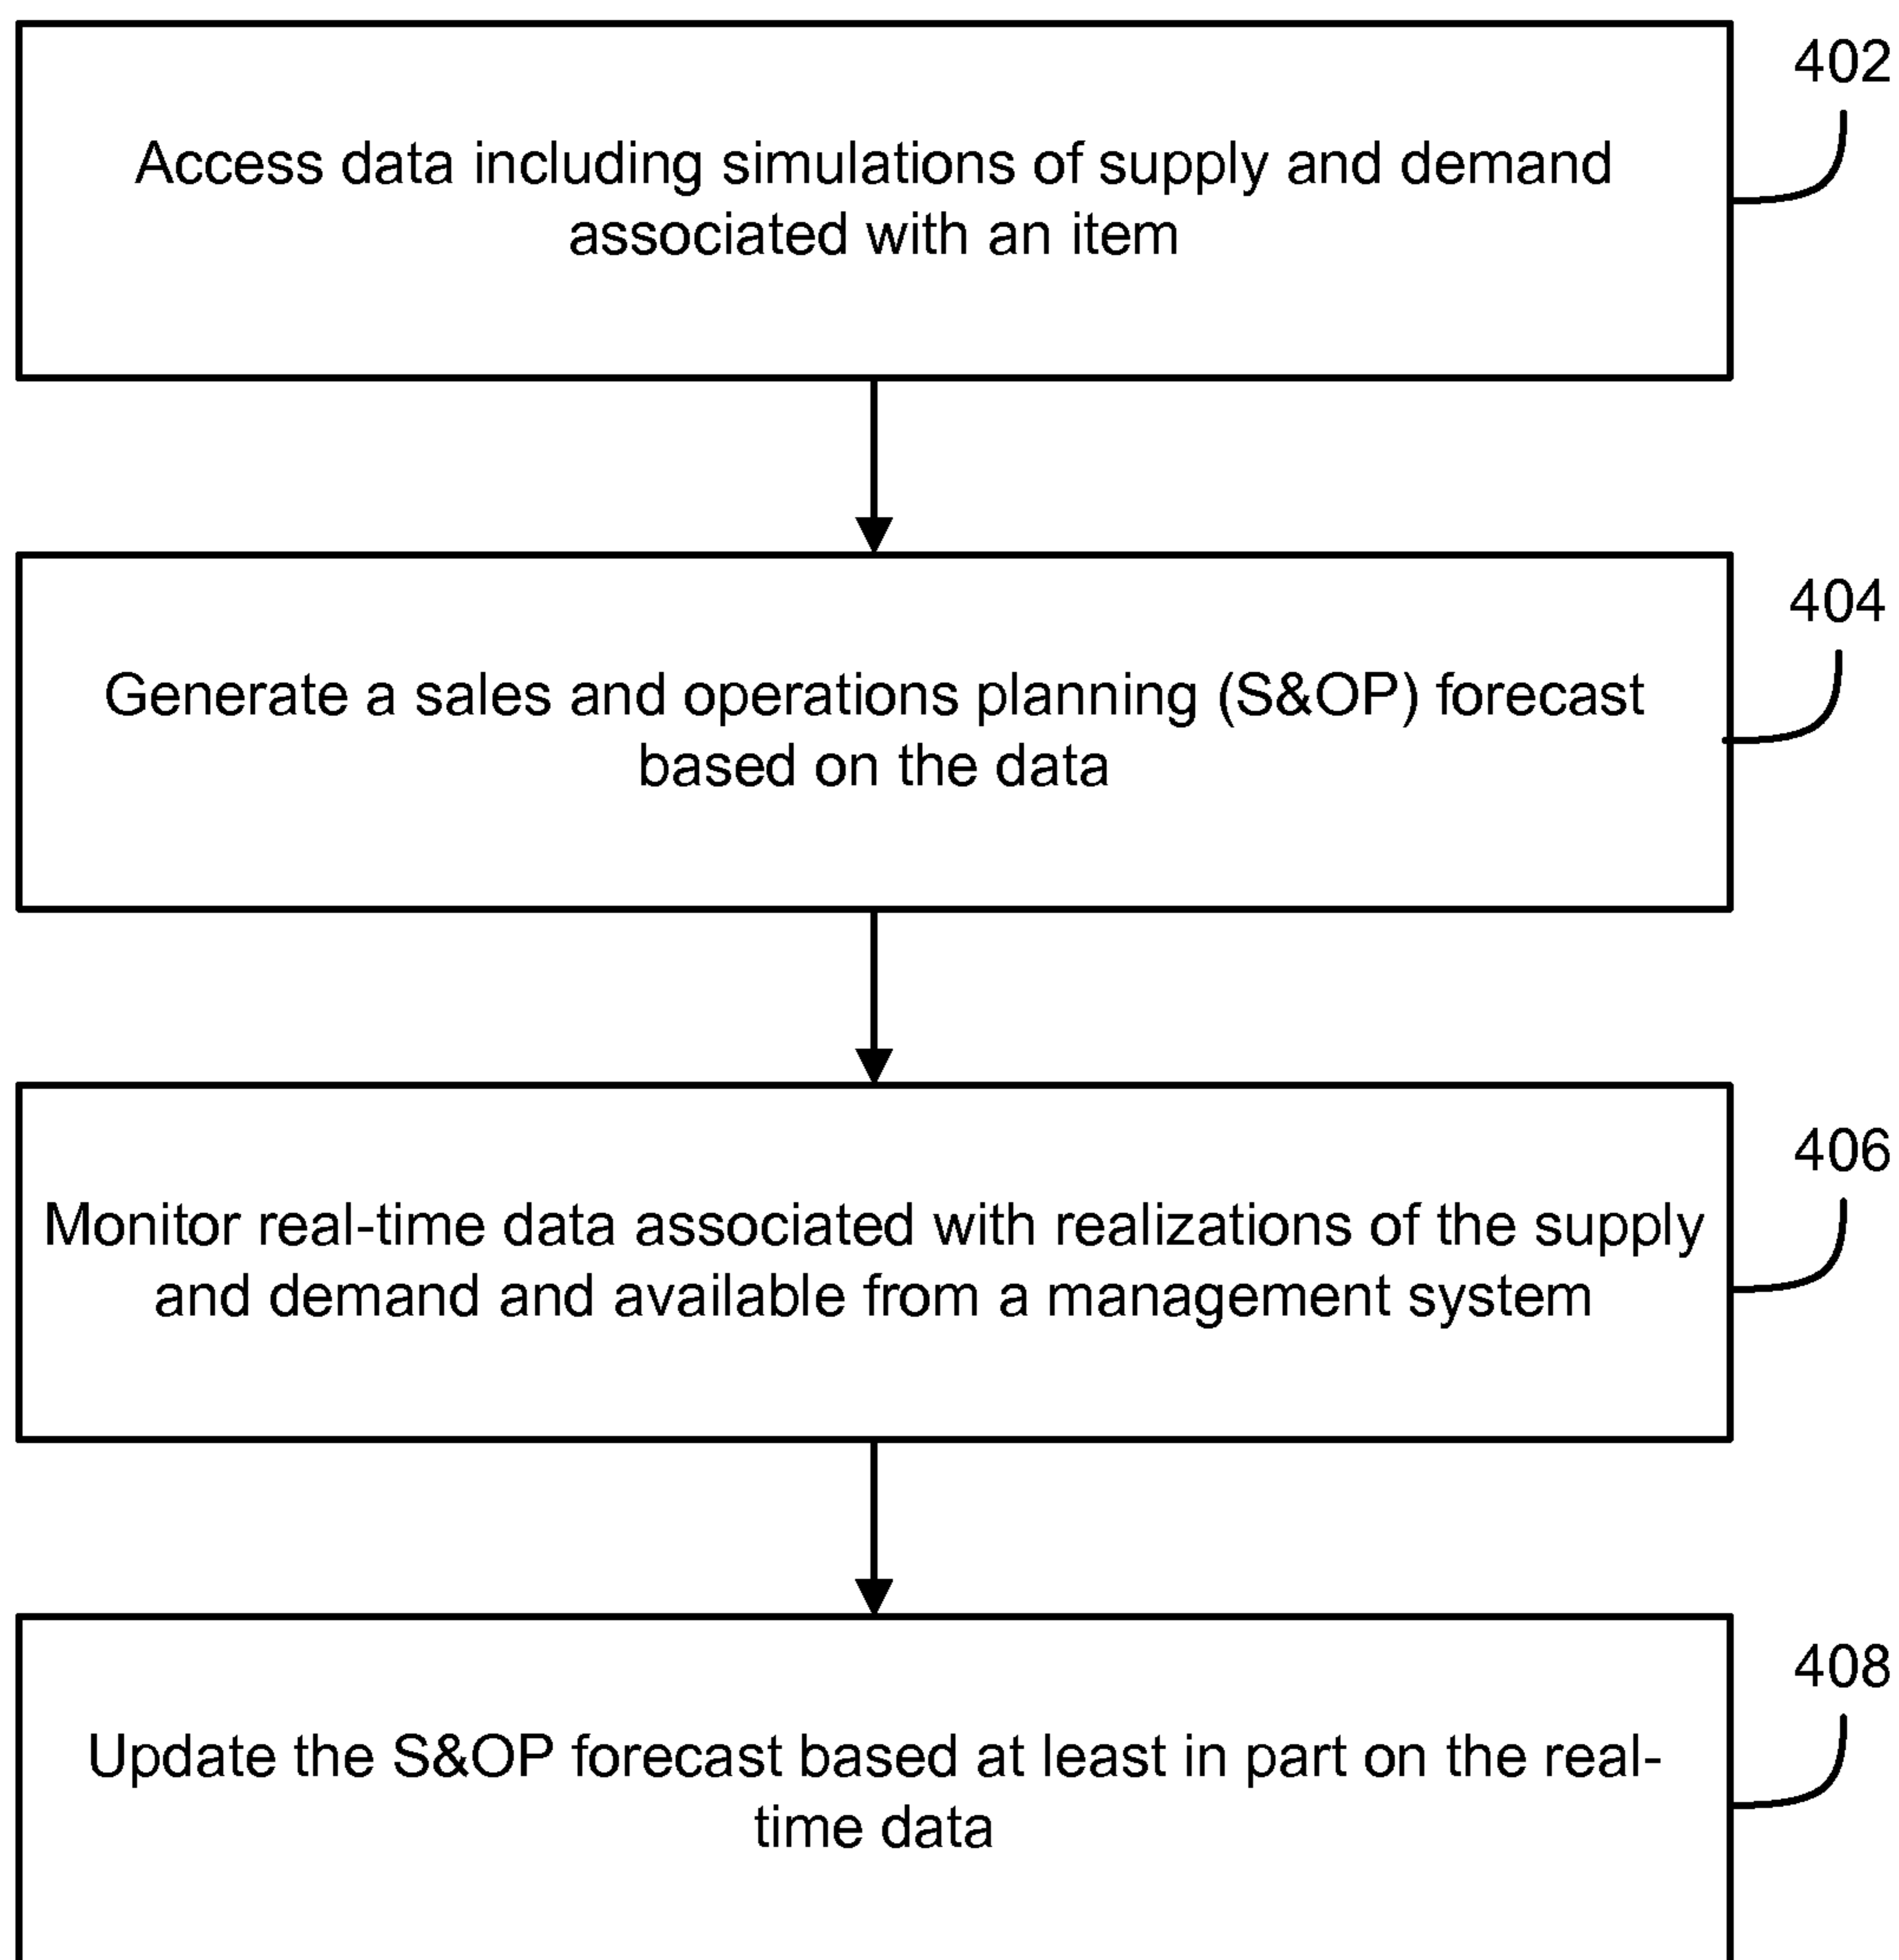 402
Access data including simulations of supply and demand
associated with an item
404
Generate a sales and operations planning (S&OP) forecast
based on the data
406
Monitor real-time data associated with realizations of the supply
and demand and available from a management system
408
Update the S&OP forecast based at least in part on the real-
time data